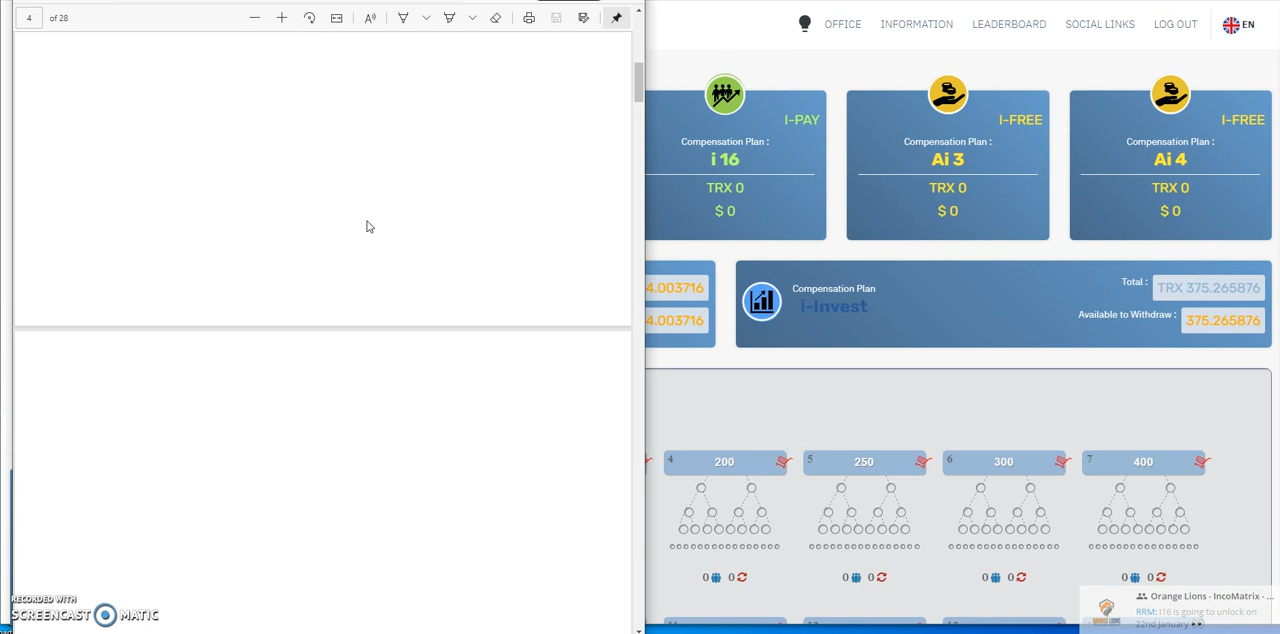 4 of 28
OFFICE INFORMATION LEADERBOARD SOCIAL LINKS LOG OUT EN
I-PAY
Compensation Plan :
i 16
TRX 0
$ 0
I-FREE
Compensation Plan :
Ai 3
TRX 0
$ 0
I-FREE
Compensation Plan :
Ai 4
TRX 0
$ 0
4.003716
4.003716
Compensation Plan
i-Invest
Total : TRX 375.265876
Available to Withdraw : 375.265876
4 200
5 250
6 300
7 400
0 0
0 0
0 0
0 0
Orange Lions - IncoMatrix - ...
RRM: I16 is going to unlock on
22nd January
RECORDED WITH
SCREENCAST MATIC